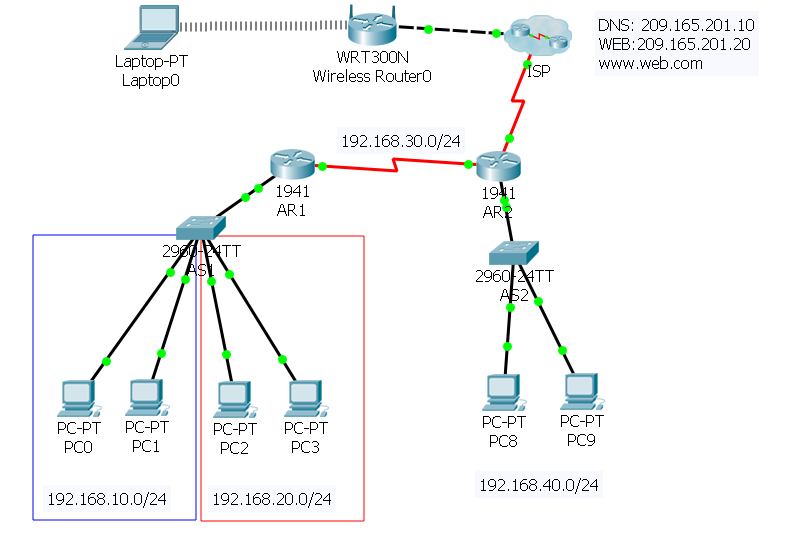 DNS: 209.165.201.10
WEB:209.165.201.20
www.web.com
Laptop-PT
Laptop0
WRT300N
Wireless Router0
ISP
192.168.30.0/24
1941
AR1
1941
AR2
2960-24TT
AS1
2960-24TT
AS2
PC-PT
PC0
PC-PT
PC1
PC-PT
PC2
PC-PT
PC3
PC-PT
PC8
PC-PT
PC9
192.168.10.0/24
192.168.20.0/24
192.168.40.0/24